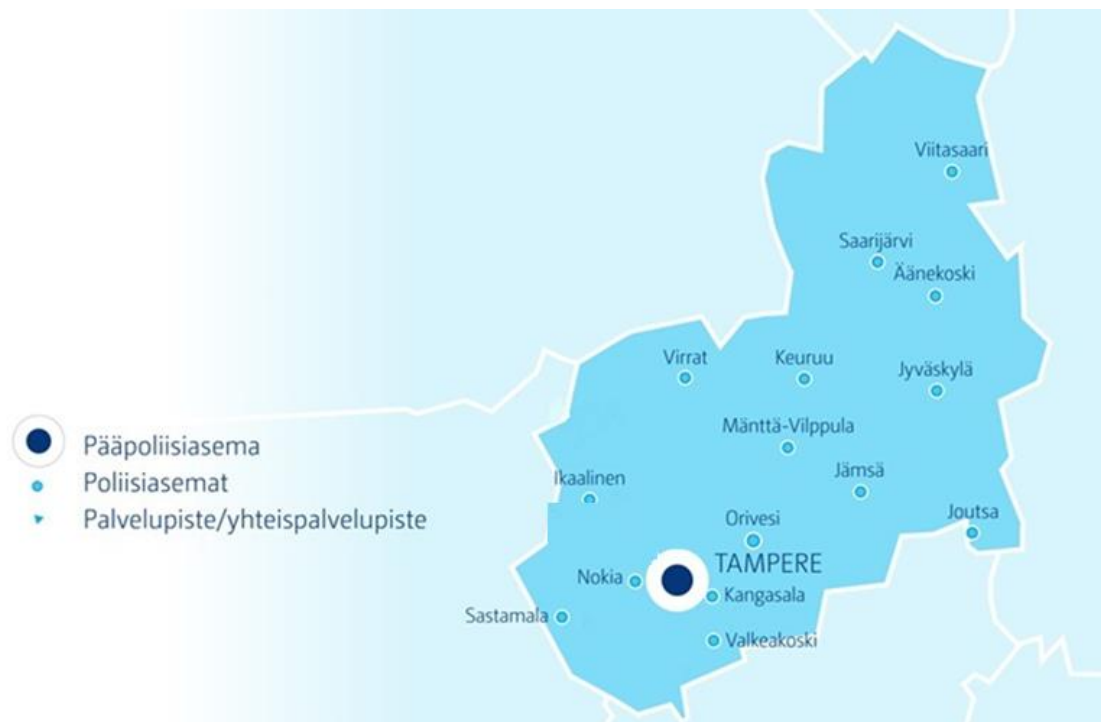 Viitasaari
Saarijärvi
Äänekoski
Virrat
Keuruu
Jyväskylä
Mänttä-Vilppula
Ikaalinen
Jämsä
Orivesi
Joutsa
TAMPERE
Nokia
Kangasala
Sastamala
Valkeakoski
Pääpoliisiasema
Poliisiasemat
Palvelupiste/yhteispalvelupiste